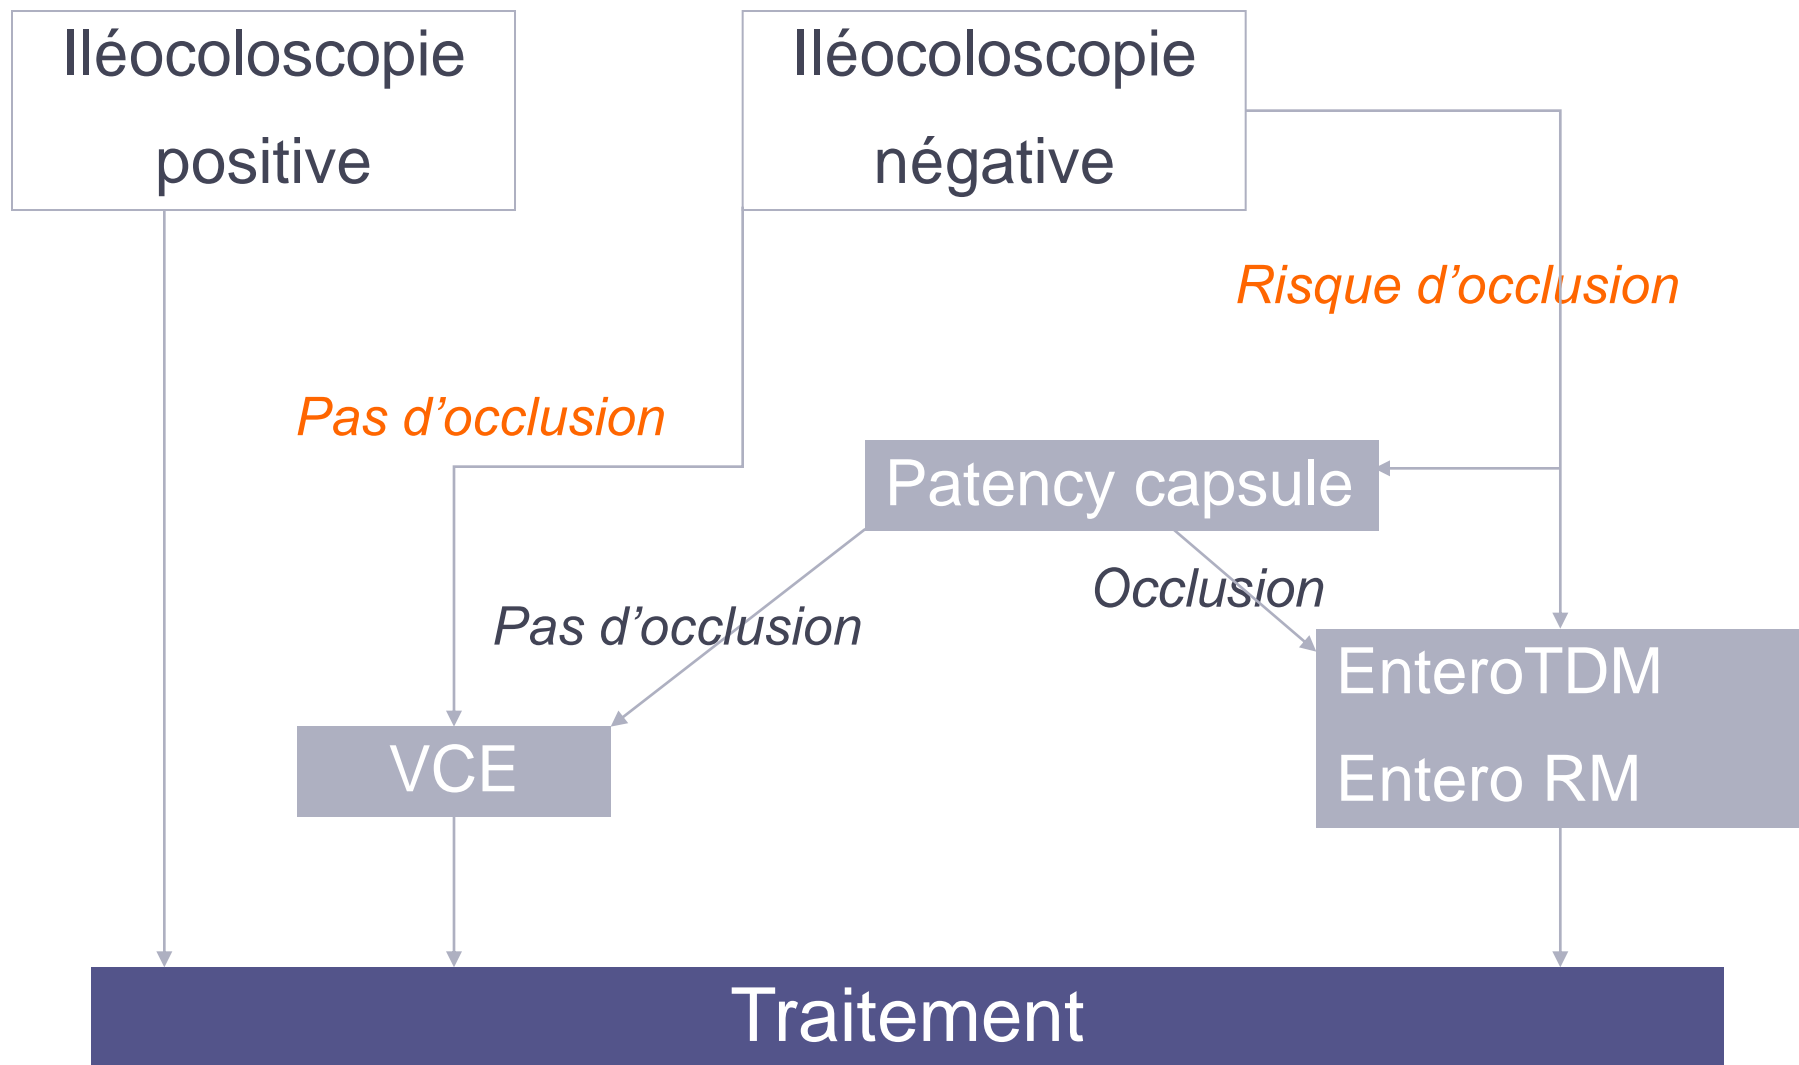 Iléocoloscopie
positive
Iléocoloscopie
négative
Risque d’occlusion
Pas d’occlusion
Patency capsule
Occlusion
Pas d’occlusion
EnteroTDM
Entero RM
VCE
Traitement